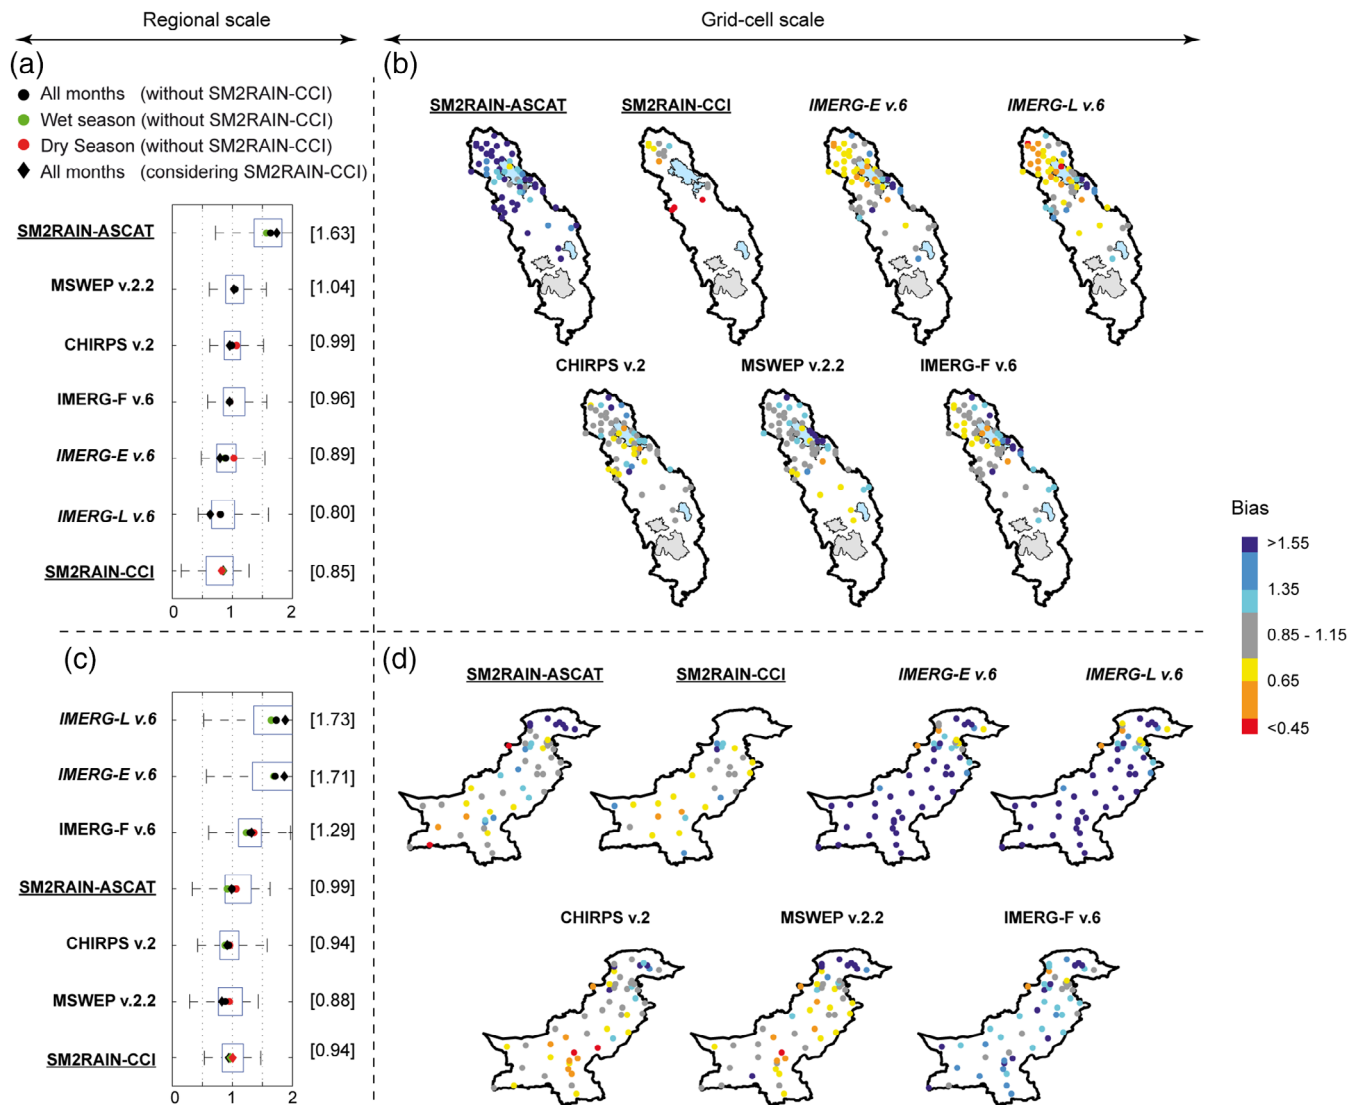 Regional scale
Grid-cell scale
(a)
All months (without SM2RAIN-CCI)
Wet season (without SM2RAIN-CCI)
Dry Season (without SM2RAIN-CCI)
All months (considering SM2RAIN-CCI)
SM2RAIN-ASCAT [1.63]
MSWEP v.2.2 [1.04]
CHIRPS v.2 [0.99]
IMERG-F v.6 [0.96]
IMERG-E v.6 [0.89]
IMERG-L v.6 [0.80]
SM2RAIN-CCI [0.85]
0 1 2
(b)
SM2RAIN-ASCAT SM2RAIN-CCI IMERG-E v.6 IMERG-L v.6
CHIRPS v.2 MSWEP v.2.2 IMERG-F v.6
(c)
IMERG-L v.6 [1.73]
IMERG-E v.6 [1.71]
IMERG-F v.6 [1.29]
SM2RAIN-ASCAT [0.99]
CHIRPS v.2 [0.94]
MSWEP v.2.2 [0.88]
SM2RAIN-CCI [0.94]
0 1 2
(d)
SM2RAIN-ASCAT SM2RAIN-CCI IMERG-E v.6 IMERG-L v.6
CHIRPS v.2 MSWEP v.2.2 IMERG-F v.6
Bias
>1.55
1.35
0.85 - 1.15
0.65
<0.45